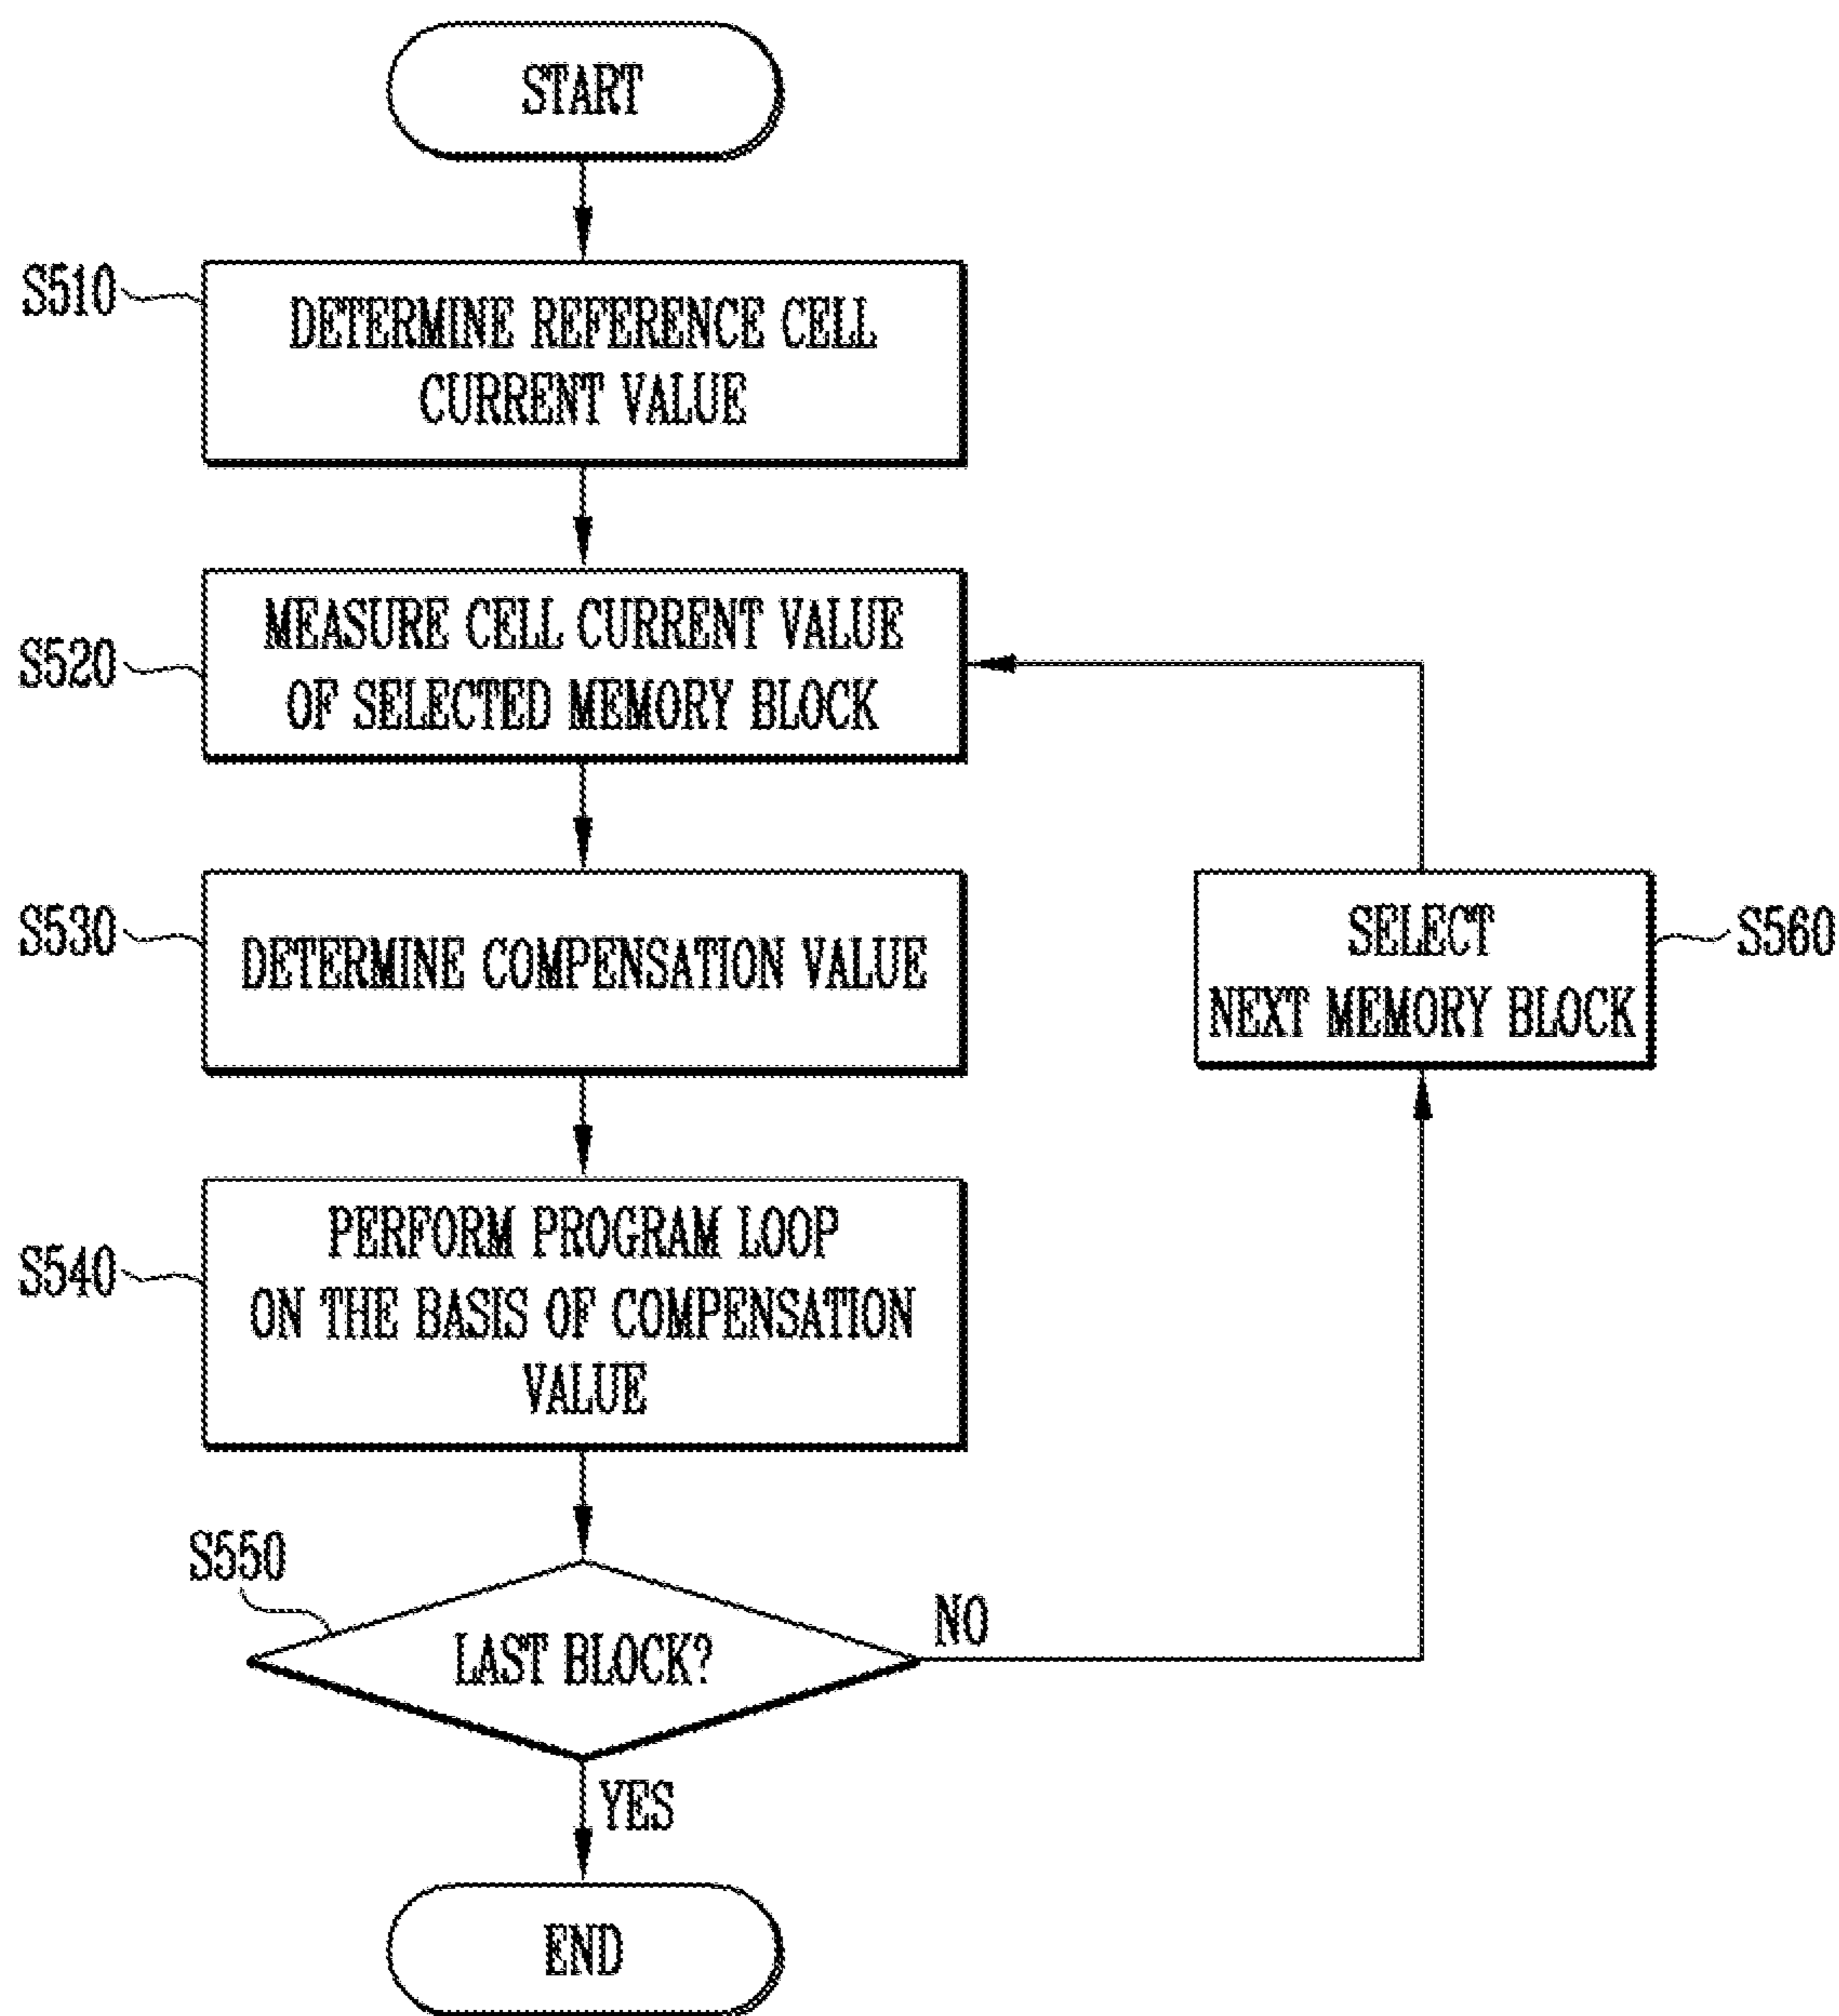 START
S510
DETERMINE REFERENCE CELL
CURRENT VALUE
S520
MEASURE CELL CURRENT VALUE
OF SELECTED MEMORY BLOCK
S530
DETERMINE COMPENSATION VALUE
SELECT
NEXT MEMORY BLOCK
S560
S540
PERFORM PROGRAM LOOP
ON THE BASIS OF COMPENSATION
VALUE
S550
LAST BLOCK?
NO
YES
END